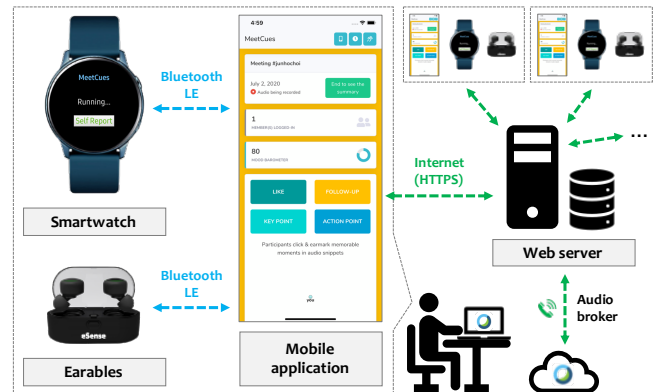 MeetCues
Running...
Self Report
Smartwatch
Bluetooth
LE
eSense
Earables
Bluetooth
LE
4:59
MeetCues
Meeting #junhochoi
July 2, 2020
Audio being recorded
End to see the
summary
1
MEMBER(S) LOGGED IN
80
MOOD BAROMETER
LIKE
FOLLOW-UP
KEY POINT
ACTION POINT
Participants click & earmark memorable
moments in audio snippets
you
Mobile
application
Internet
(HTTPS)
...
Web server
Audio
broker